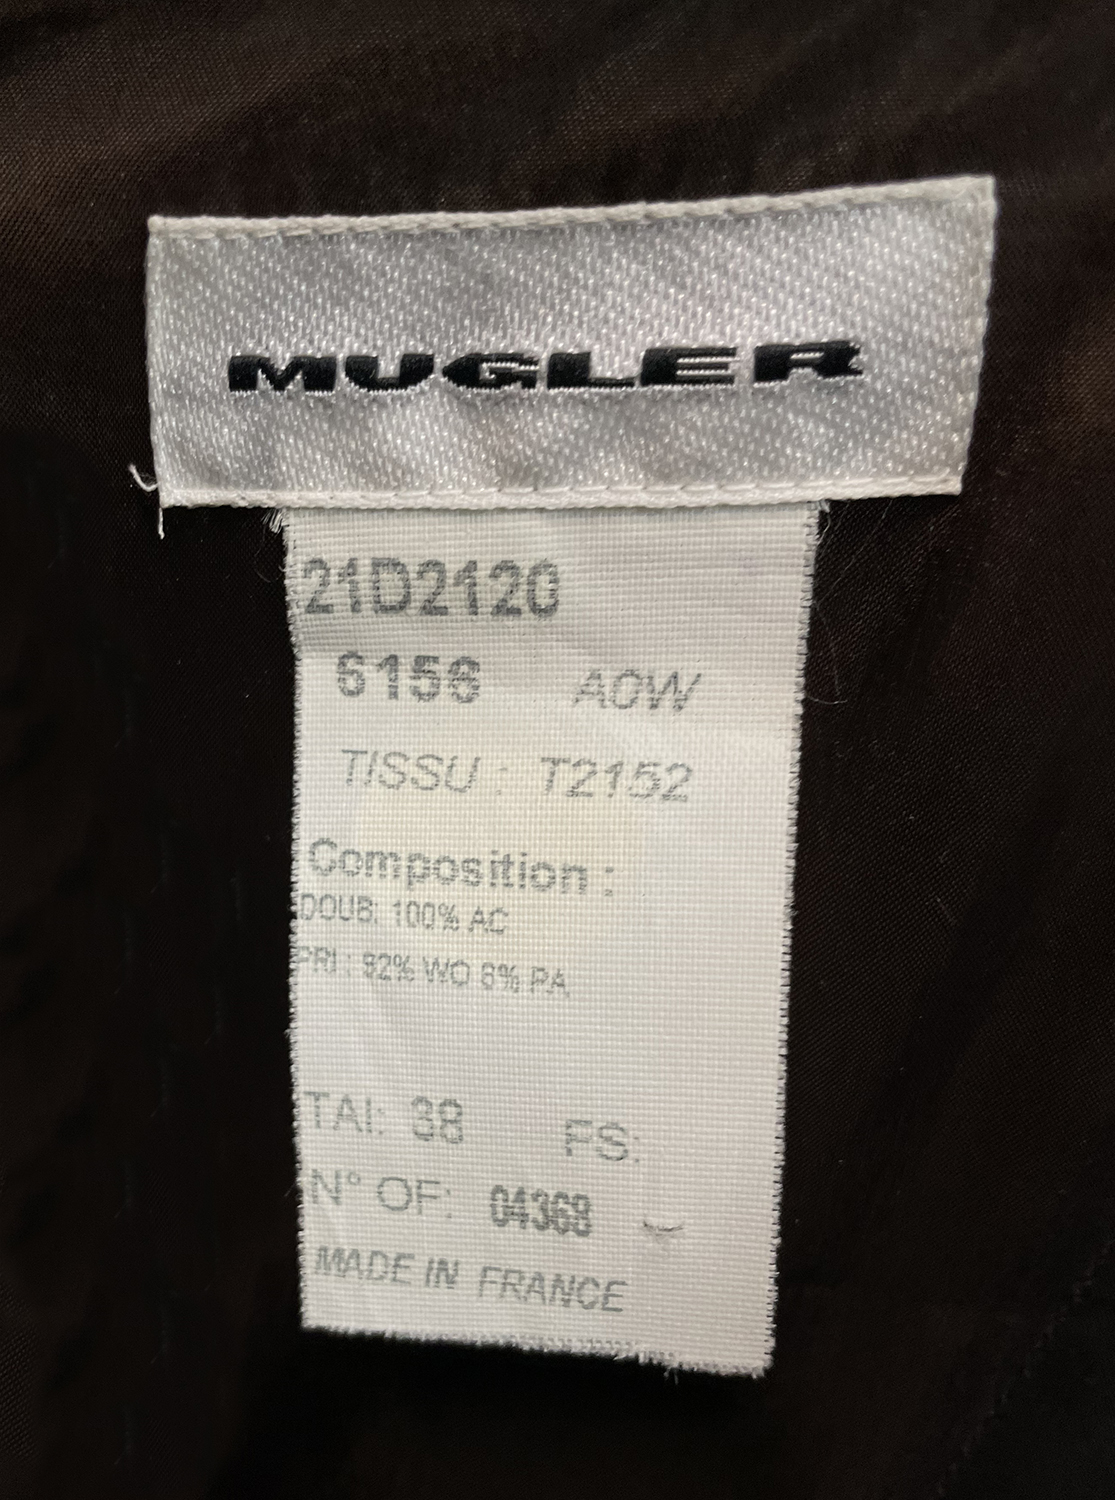 MUGLER
21D2120
6156 AOW
TISSU : T2152
Composition :
DOUB: 100% AC
PRI : 92% WO 8% PA
TAI: 38 FS:
N° OF: 04368
MADE IN FRANCE